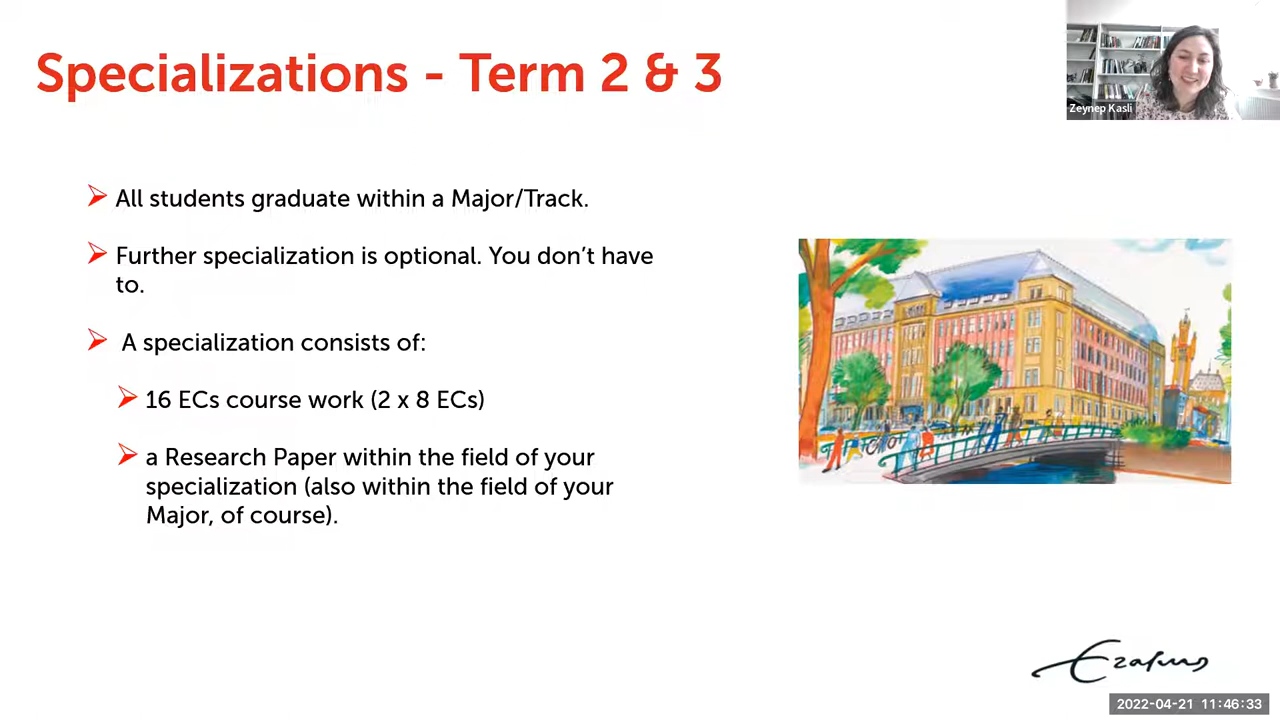 Specializations - Term 2 & 3
Zeynep Kasli
All students graduate within a Major/Track.
Further specialization is optional. You don’t have
to.
A specialization consists of:
16 ECs course work (2 x 8 ECs)
a Research Paper within the field of your
specialization (also within the field of your
Major, of course).
Erasmus
2022-04-21 11:46:33